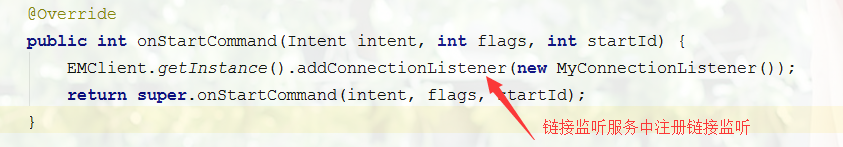 @Override
public int onStartCommand(Intent intent, int flags, int startId) {
EMClient.getInstance().addConnectionListener(new MyConnectionListener());
return super.onStartCommand(intent, flags, startId);
}
链接监听服务中注册链接监听